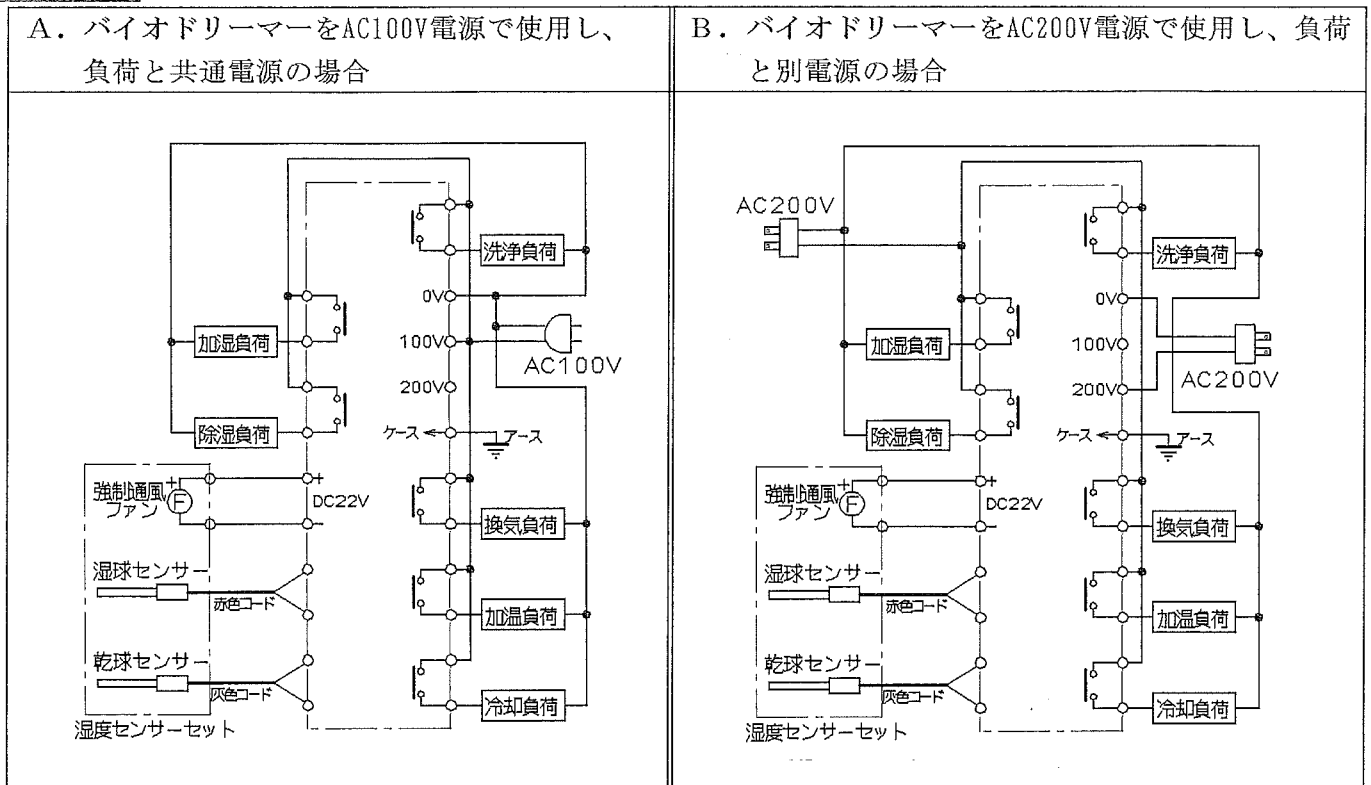 A．バイオドリーマーをAC100V電源で使用し、
負荷と共通電源の場合
洗浄負荷
0V
加湿負荷
100V
AC100V
200V
除湿負荷
ケース
アース
強制通風
ファン
+
F
+
DC22V
-
換気負荷
湿球センサー
赤色コード
加温負荷
乾球センサー
灰色コード
冷却負荷
湿度センサーセット
B．バイオドリーマーをAC200V電源で使用し、負荷
と別電源の場合
AC200V
洗浄負荷
0V
加湿負荷
100V
AC200V
200V
除湿負荷
ケース
アース
強制通風
ファン
+
F
+
DC22V
-
換気負荷
湿球センサー
赤色コード
加温負荷
乾球センサー
灰色コード
冷却負荷
湿度センサーセット